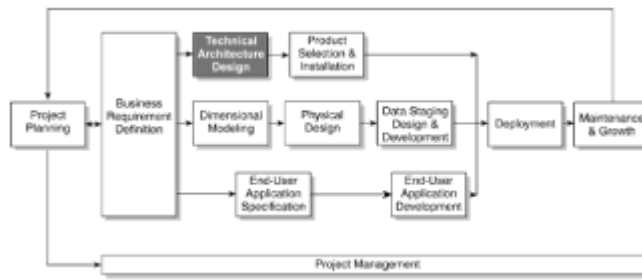 Technical
Architecture
Design
Product
Selection &
Installation
Project
Planning
Business
Requirement
Definition
Dimensional
Modeling
Physical
Design
Data Staging
Design &
Development
Deployment
Maintenance
& Growth
End-User
Application
Specification
End-User
Application
Development
Project Management